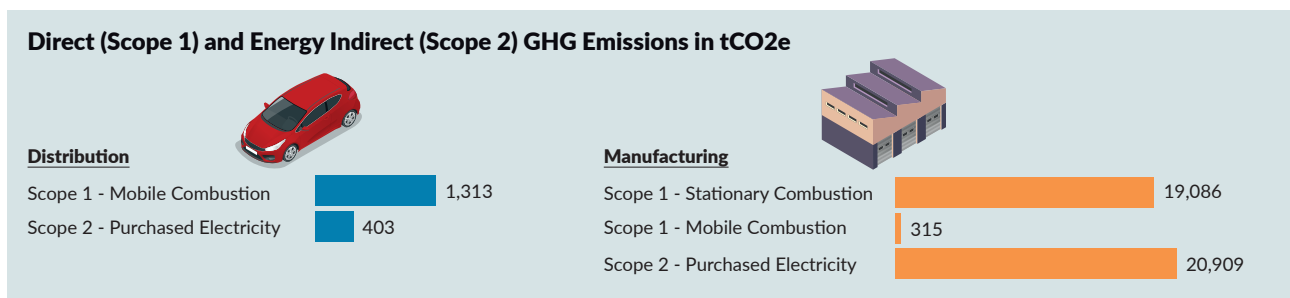 Direct (Scope 1) and Energy Indirect (Scope 2) GHG Emissions in tCO2e
Distribution
Scope 1 - Mobile Combustion 1,313
Scope 2 - Purchased Electricity 403
Manufacturing
Scope 1 - Stationary Combustion 19,086
Scope 1 - Mobile Combustion 315
Scope 2 - Purchased Electricity 20,909